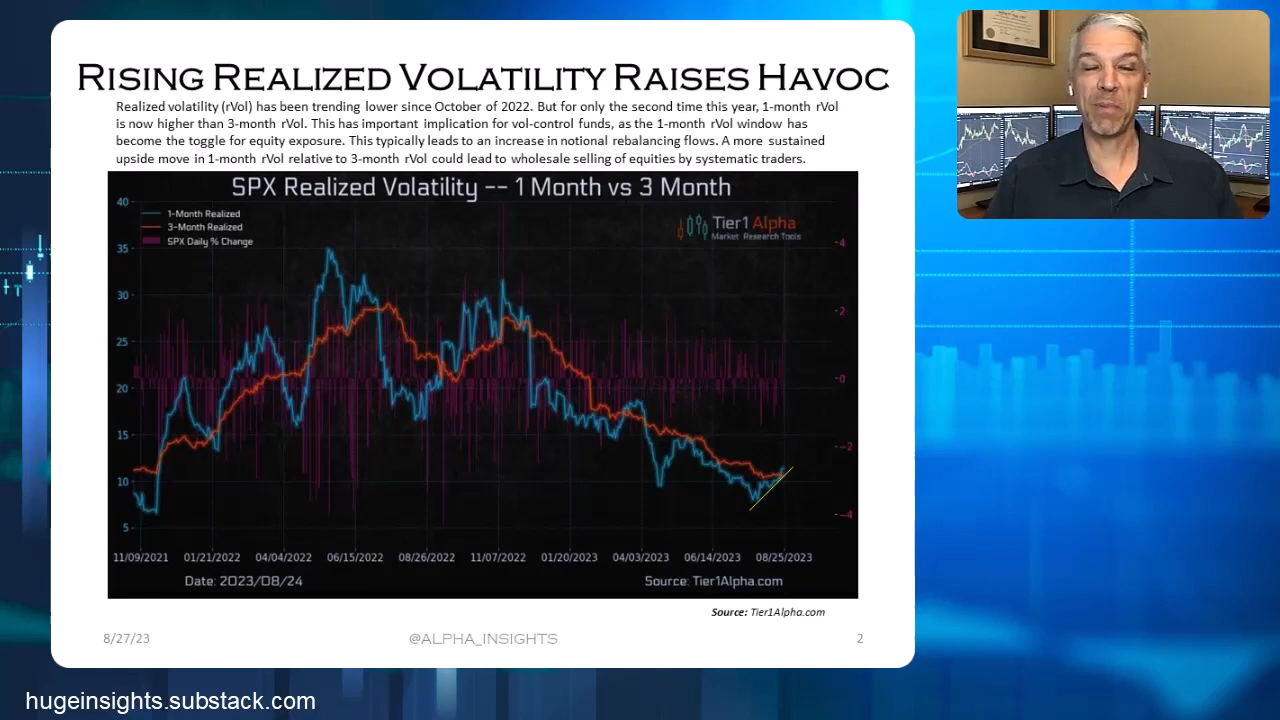 RISING REALIZED VOLATILITY RAISES HAVOC
Realized volatility (rVol) has been trending lower since October of 2022. But for only the second time this year, 1-month rVol
is now higher than 3-month rVol. This has important implication for vol-control funds, as the 1-month rVol window has
become the toggle for equity exposure. This typically leads to an increase in notional rebalancing flows. A more sustained
upside move in 1-month rVol relative to 3-month rVol could lead to wholesale selling of equities by systematic traders.
SPX Realized Volatility -- 1 Month vs 3 Month
1-Month Realized
3-Month Realized
SPX Daily % Change
Tier1 Alpha
Market Research Tools
40
35
30
25
20
15
10
5
4
2
0
-2
-4
11/09/2021 01/21/2022 04/04/2022 06/15/2022 08/26/2022 11/07/2022 01/20/2023 04/03/2023 06/14/2023 08/25/2023
Date: 2023/08/24
Source: Tier1Alpha.com
Source: Tier1Alpha.com
8/27/23
@ALPHA_INSIGHTS
2
hugeinsights.substack.com